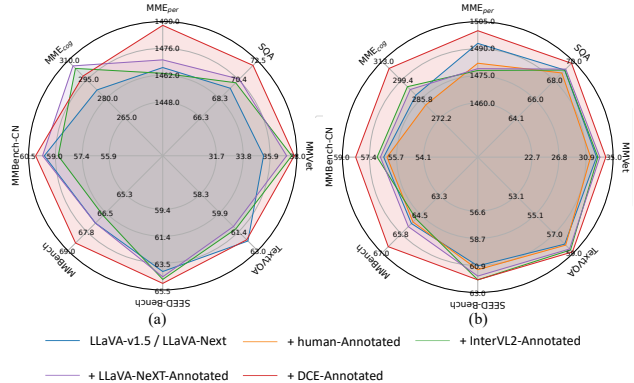 MME_per MME_per
1490.0 1505.0
MME_cog SQA MME_cog SQA
310.0 1476.0 72.5 313.0 1490.0 70.0
295.0 1462.0 70.4 299.4 1475.0 68.0
280.0 1448.0 68.3 285.8 1460.0 66.0
265.0 66.3 272.2 64.1
MMBench-CN 60.5 59.0 57.4 55.9 31.7 33.8 35.9 38.0 MMVet MMBench-CN 59.0 57.4 55.7 54.1 22.7 26.8 30.9 35.0 MMVet
65.3 58.3 63.3 53.1
66.5 59.4 59.9 64.5 56.6 55.1
67.8 61.4 61.4 65.8 58.7 57.0
69.0 63.5 63.0 67.0 60.9 59.0
MMBench TextVQA MMBench TextVQA
65.5 63.0
SEED-Bench SEED-Bench
(a) (b)
LLaVA-v1.5 / LLaVA-Next + human-Annotated + InterVL2-Annotated
+ LLaVA-NeXT-Annotated + DCE-Annotated